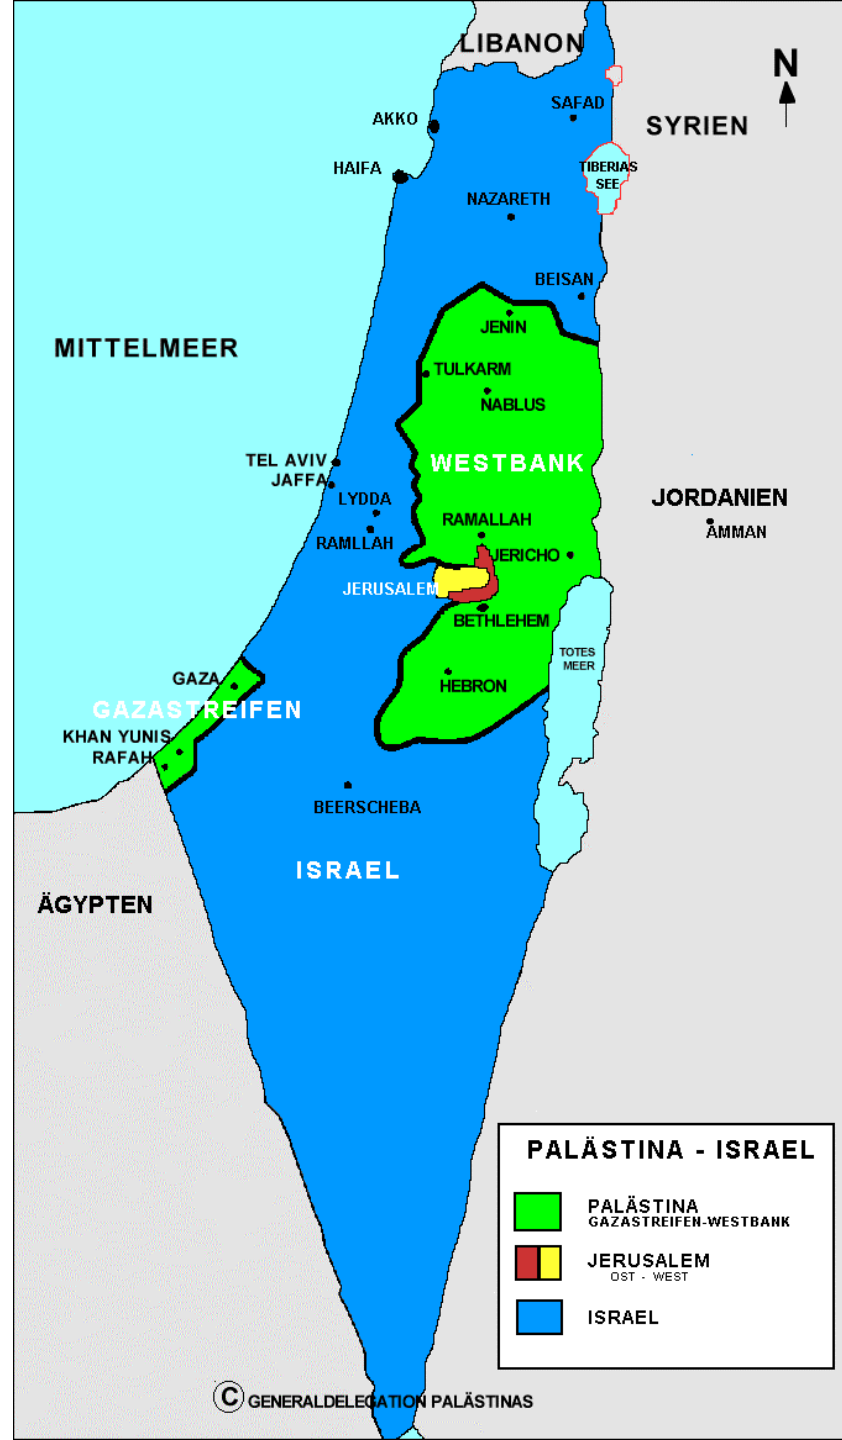 LIBANON
N
SAFAD
AKKO
SYRIEN
HAIFA
TIBERIAS
SEE
NAZARETH
BEISAN
JENIN
MITTELMEER
TULKARM
NABLUS
TEL AVIV
WESTBANK
JAFFA
LYDDA
JORDANIEN
RAMALLAH
AMMAN
RAMLLAH
JERICHO
JERUSALEM
BETHLEHEM
TOTES
MEER
GAZA
HEBRON
GAZASTREIFEN
KHAN YUNIS
RAFAH
BEERSCHEBA
ISRAEL
ÄGYPTEN
PALÄSTINA - ISRAEL
PALÄSTINA
GAZASTREIFEN-WESTBANK
JERUSALEM
OST - WEST
ISRAEL
© GENERALDELEGATION PALÄSTINAS